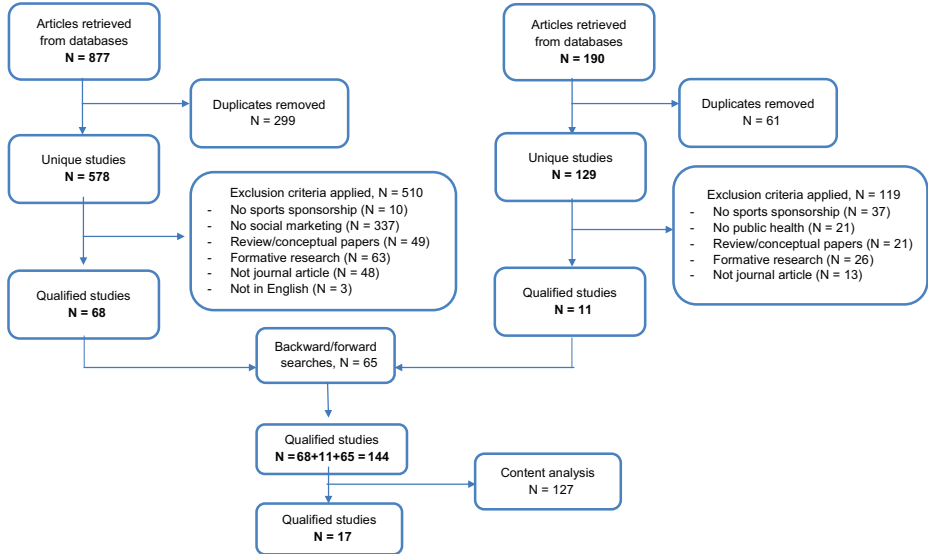 Articles retrieved
from databases
N = 877
Duplicates removed
N = 299
Unique studies
N = 578
Exclusion criteria applied, N = 510
- No sports sponsorship (N = 10)
- No social marketing (N = 337)
- Review/conceptual papers (N = 49)
- Formative research (N = 63)
- Not journal article (N = 48)
- Not in English (N = 3)
Qualified studies
N = 68
Articles retrieved
from databases
N = 190
Duplicates removed
N = 61
Unique studies
N = 129
Exclusion criteria applied, N = 119
- No sports sponsorship (N = 37)
- No public health (N = 21)
- Review/conceptual papers (N = 21)
- Formative research (N = 26)
- Not journal article (N = 13)
Qualified studies
N = 11
Backward/forward
searches, N = 65
Qualified studies
N = 68+11+65 = 144
Content analysis
N = 127
Qualified studies
N = 17